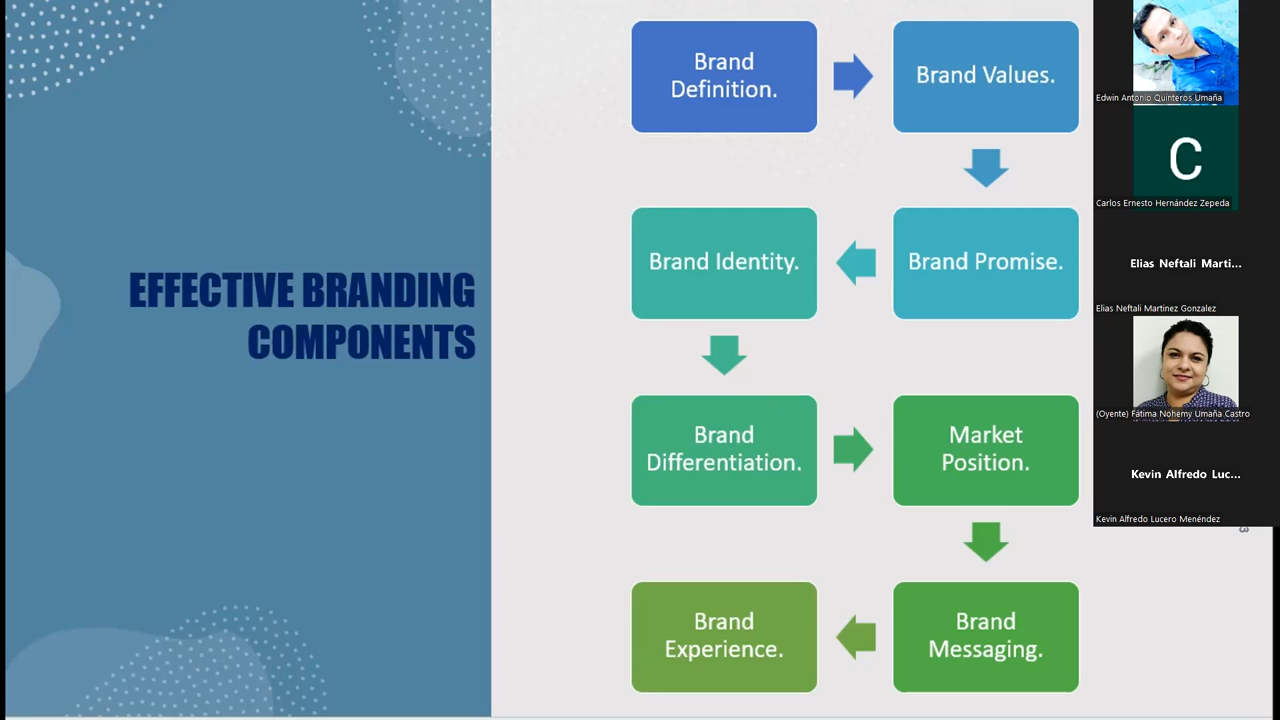 EFFECTIVE BRANDING
COMPONENTS
Brand
Definition.
Brand Values.
Brand Promise.
Brand Identity.
Brand
Differentiation.
Market
Position.
Brand
Messaging.
Brand
Experience.
Edwin Antonio Quinteros Umaña
C
Carlos Ernesto Hernández Zepeda
Elias Neftali Marti...
Elias Neftali Martinez Gonzalez
(Oyente) Fátima Nohemy Umaña Castro
Kevin Alfredo Luc...
Kevin Alfredo Lucero Menéndez